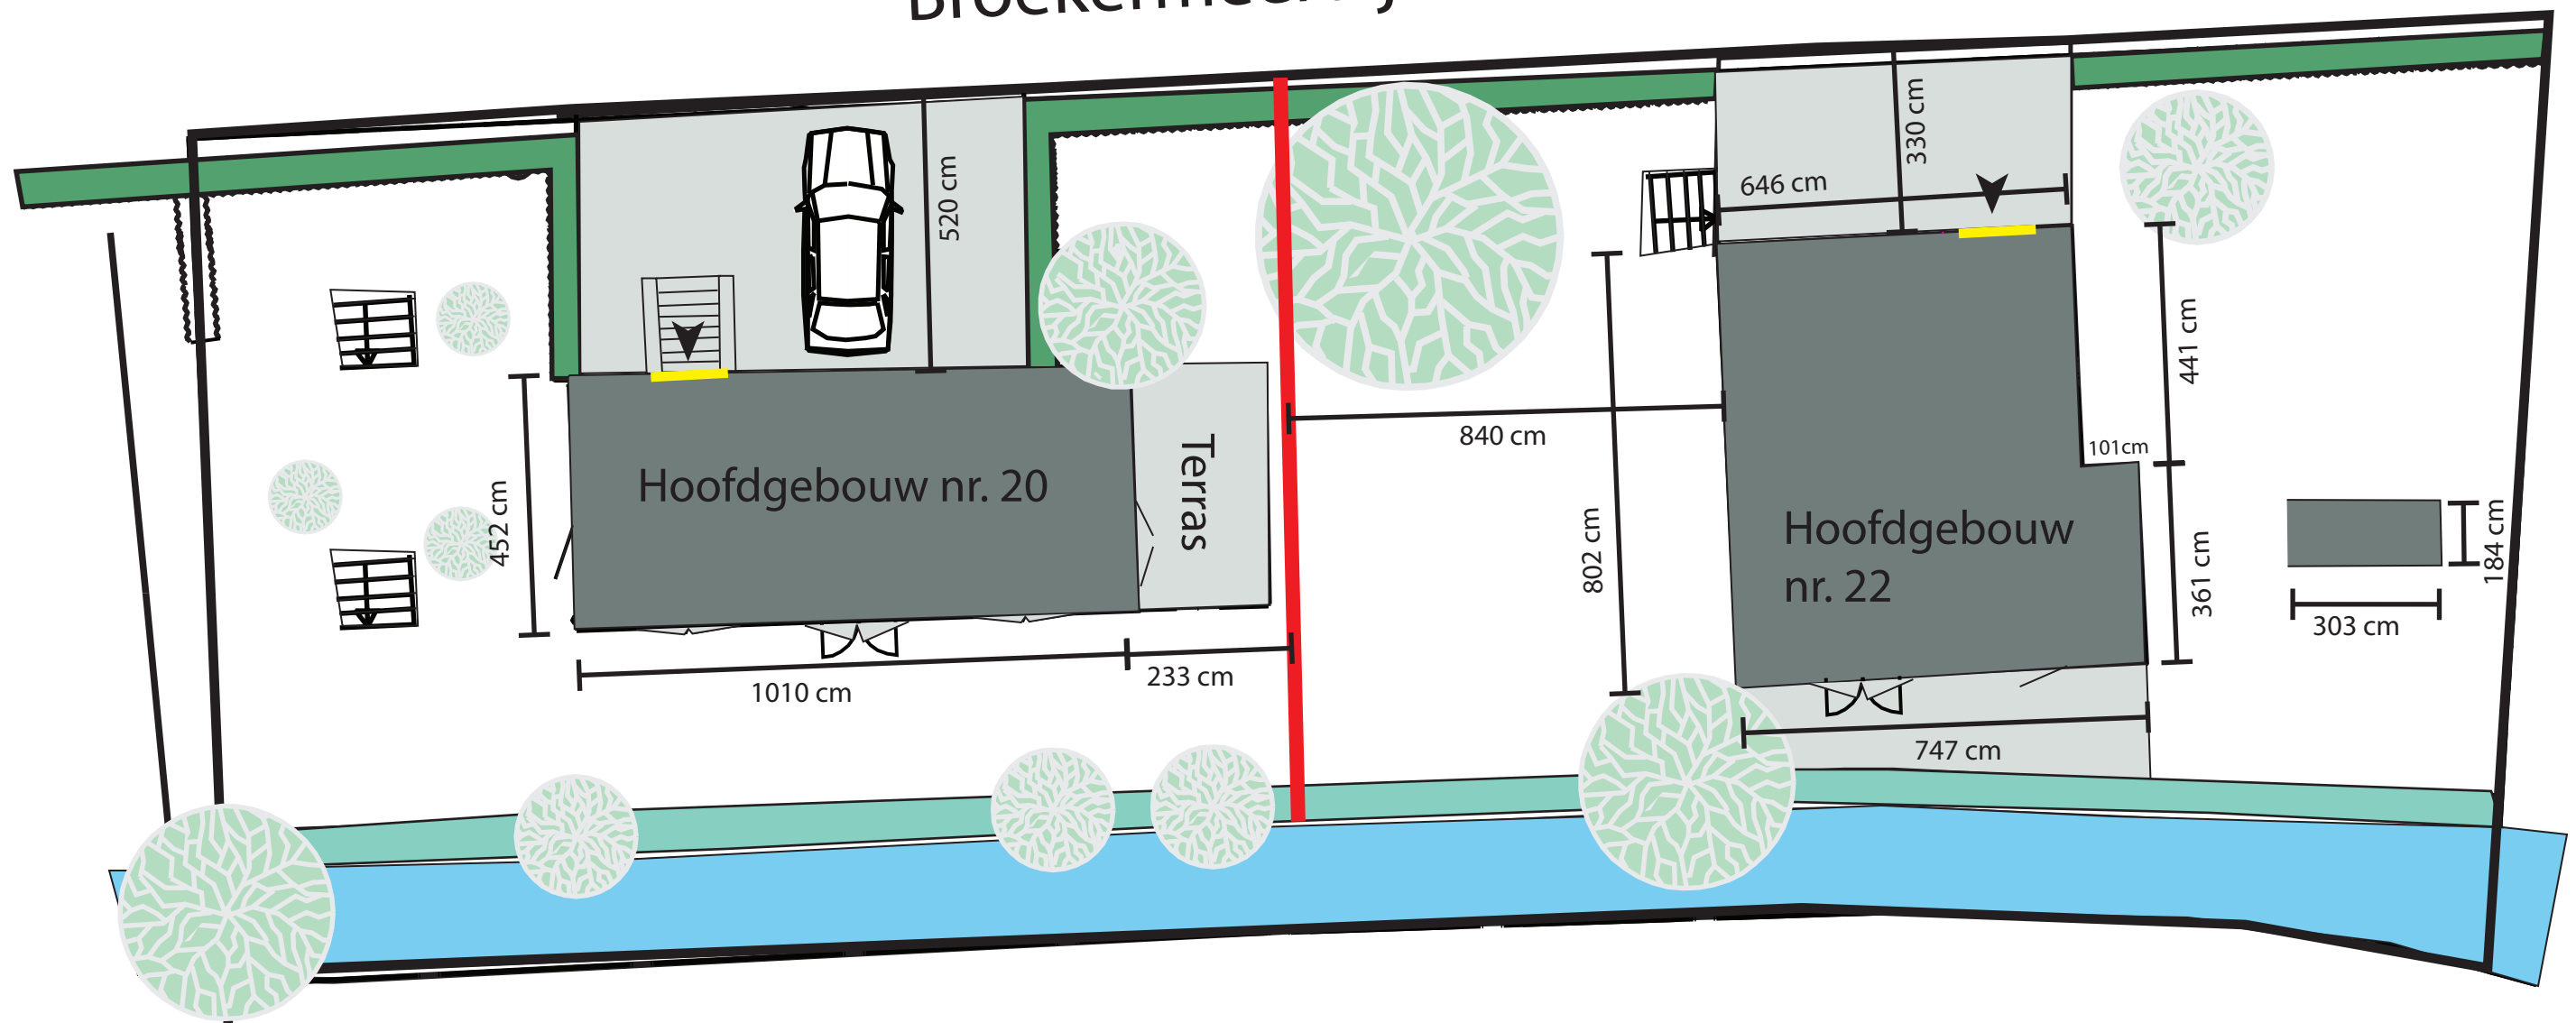 520 cm
330 cm
646 cm
441 cm
840 cm
101cm
Terras
Hoofdgebouw nr. 20
452 cm
802 cm
Hoofdgebouw
nr. 22
361 cm
184 cm
303 cm
233 cm
1010 cm
747 cm